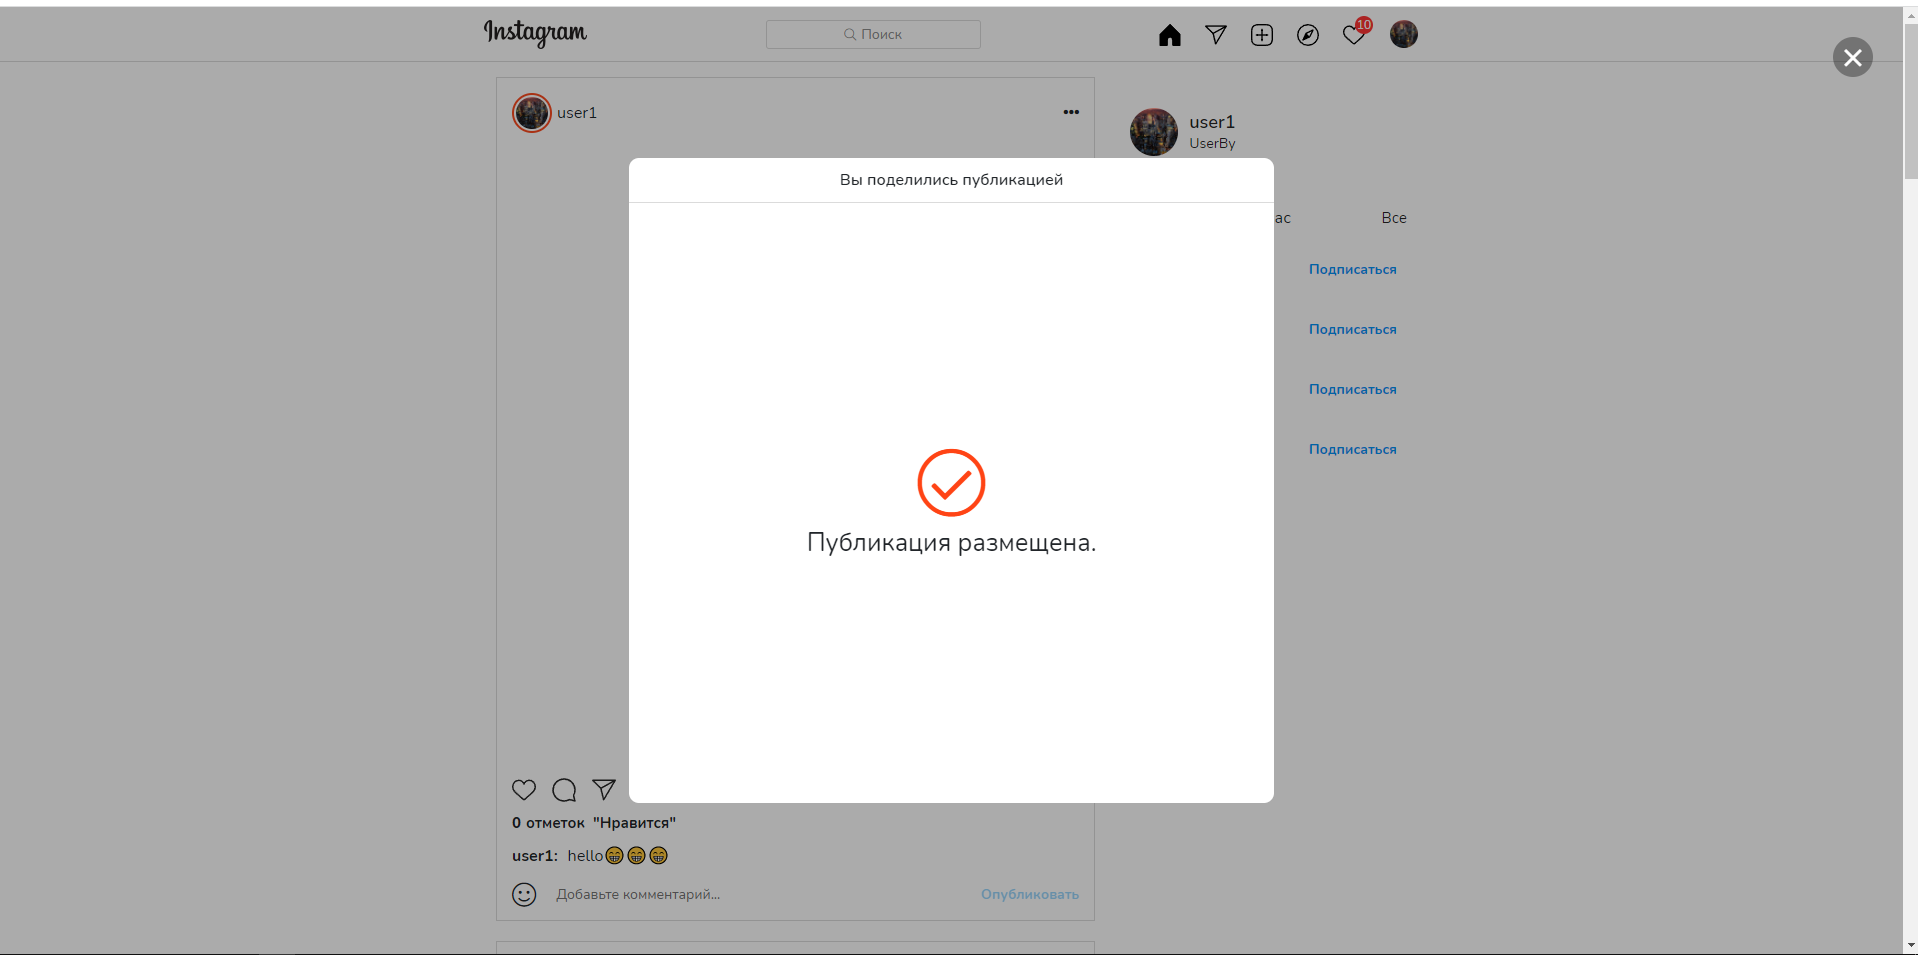 Instagram
Поиск
10
user1
•••
user1
UserBy
Вы поделились публикацией
ас
Все
Подписаться
Подписаться
Подписаться
Подписаться
Публикация размещена.
0 отметок "Нравится"
user1: hello😁😁😁
Добавьте комментарий...
Опубликовать